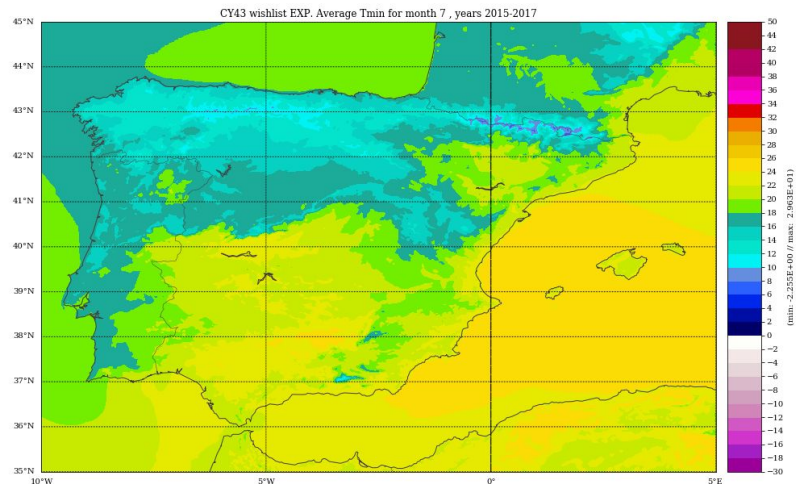 CY43 wishlist EXP. Average Tmin for month 7 , years 2015-2017
45°N
44°N
43°N
42°N
41°N
40°N
39°N
38°N
37°N
36°N
35°N
10°W
5°W
0°
5°E
50
44
42
40
38
36
34
32
30
28
26
24
22
20
18
16
14
12
10
8
6
4
2
0
−2
−4
−6
−8
−10
−12
−14
−16
−18
−30
(min: -2.255E+00 // max:  2.963E+01)